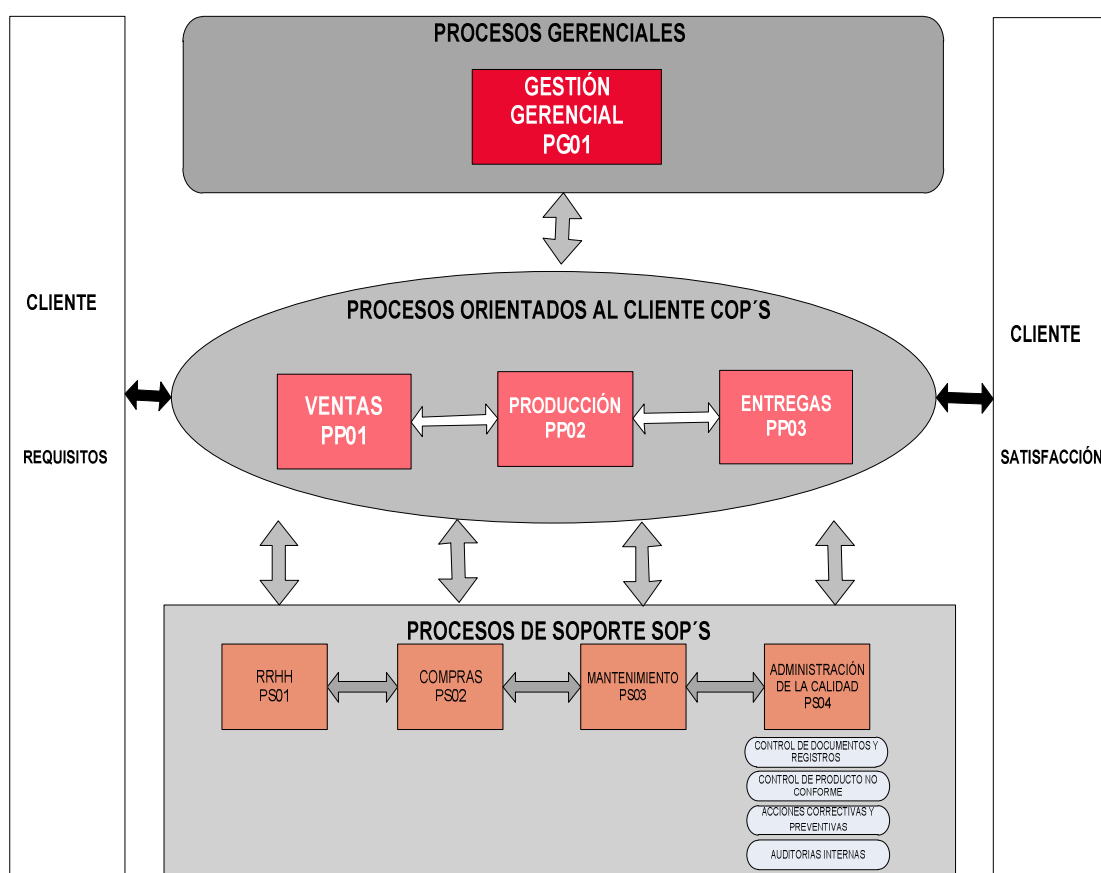 PROCESOS GERENCIALES
GESTIÓN
GERENCIAL
PG01
CLIENTE
REQUISITOS
PROCESOS ORIENTADOS AL CLIENTE COP´S
VENTAS
PP01
PRODUCCIÓN
PP02
ENTREGAS
PP03
CLIENTE
SATISFACCIÓN
PROCESOS DE SOPORTE SOP´S
RRHH
PS01
COMPRAS
PS02
MANTENIMIENTO
PS03
ADMINISTRACIÓN
DE LA CALIDAD
PS04
CONTROL DE DOCUMENTOS Y
REGISTROS
CONTROL DE PRODUCTO NO
CONFORME
ACCIONES CORRECTIVAS Y
PREVENTIVAS
AUDITORIAS INTERNAS